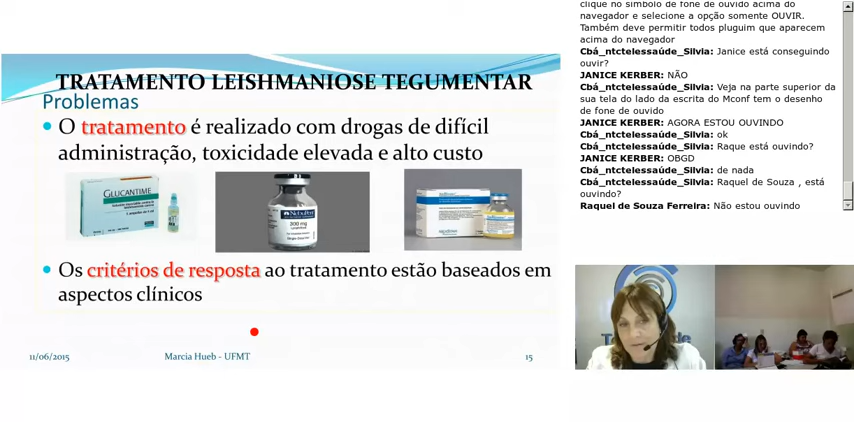 TRATAMENTO LEISHMANIOSE TEGUMENTAR
Problemas
O tratamento é realizado com drogas de difícil
administração, toxicidade elevada e alto custo
GLUCANTIME
NebuPent
300 mg
Os critérios de resposta ao tratamento estão baseados em
aspectos clínicos
11/06/2015
Marcia Hueb - UFMT
15
clique no símbolo de fone de ouvido acima do
navegador e selecione a opção somente OUVIR.
Também deve permitir todos pluguim que aparecem
acima do navegador
Cbá_ntctelessaúde_Silvia: Janice está conseguindo
ouvir?
JANICE KERBER: NÃO
Cbá_ntctelessaúde_Silvia: Veja na parte superior da
sua tela do lado da escrita do Mconf tem o desenho
de fone de ouvido
JANICE KERBER: AGORA ESTOU OUVINDO
Cbá_ntctelessaúde_Silvia: ok
Cbá_ntctelessaúde_Silvia: Raque está ouvindo?
JANICE KERBER: OBGD
Cbá_ntctelessaúde_Silvia: de nada
Cbá_ntctelessaúde_Silvia: Raquel de Souza , está
ouvindo?
Raquel de Souza Ferreira: Não estou ouvindo